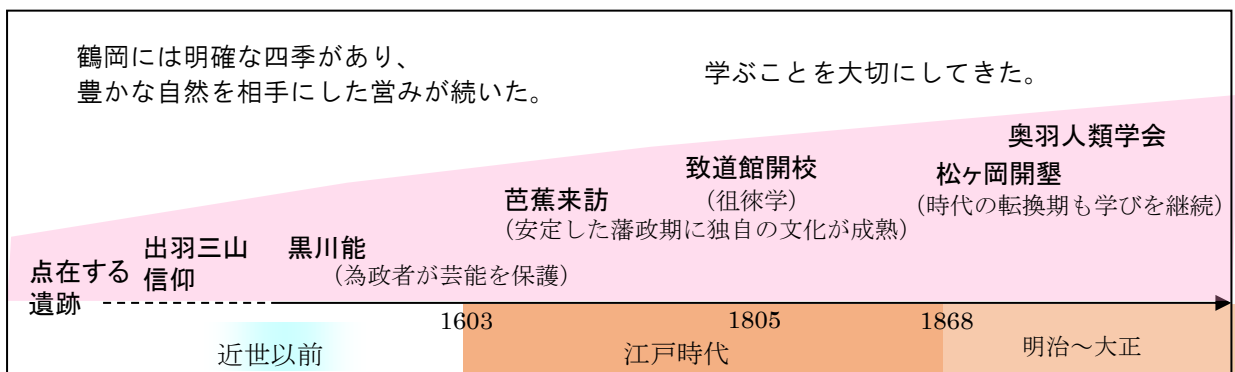 鶴岡には明確な四季があり、
豊かな自然を相手にした営みが続いた。
学ぶことを大切にしてきた。
奥羽人類学会
致道館開校
松ヶ岡開墾
芭蕉来訪
(徂徠学)
(時代の転換期も学びを継続)
(安定した藩政期に独自の文化が成熟)
出羽三山
信仰
黒川能
(為政者が芸能を保護)
点在する
遺跡
1603
1805
1868
近世以前
江戸時代
明治～大正